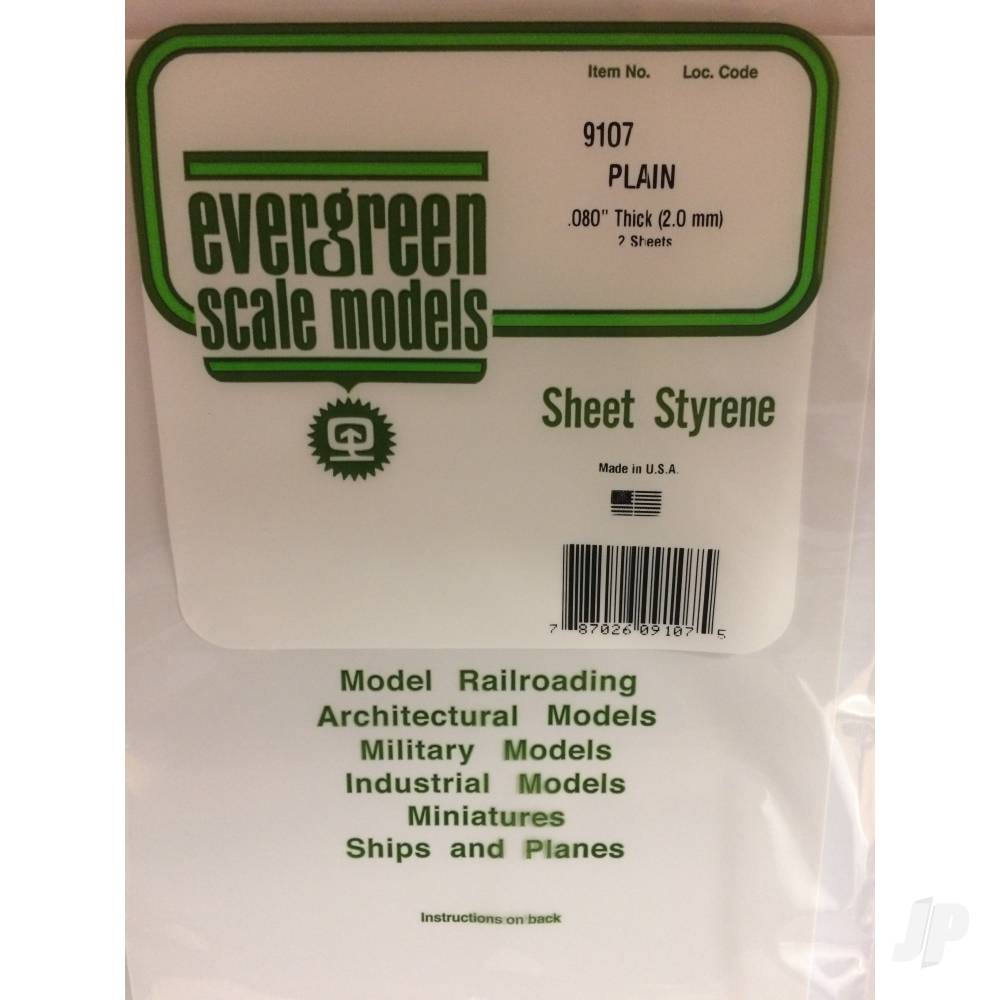 Item No. Loc. Code
9107
PLAIN
.080" Thick (2.0 mm)
2 Sheets
evergreen
scale models
Sheet Styrene
Made in U.S.A.
7 87026 09107 5
Model Railroading
Architectural Models
Military Models
Industrial Models
Miniatures
Ships and Planes
Instructions on back
JP